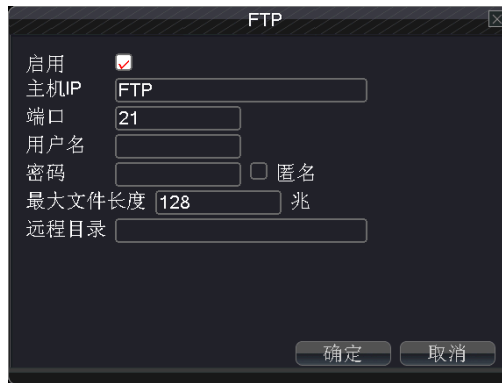 FTP
启用
主机IP FTP
端口 21
用户名
密码 匿名
最大文件长度 128 兆
远程目录
确定 取消